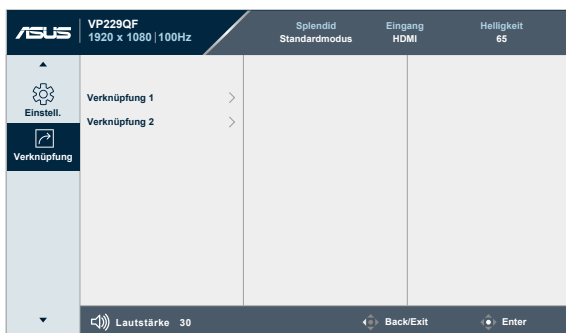 ASUS
VP229QF
1920 x 1080 | 100Hz
Splendid
Standardmodus
Eingang
HDMI
Helligkeit
65
Einstell.
Verknüpfung
Verknüpfung 1
Verknüpfung 2
Lautstärke 30
Back/Exit
Enter